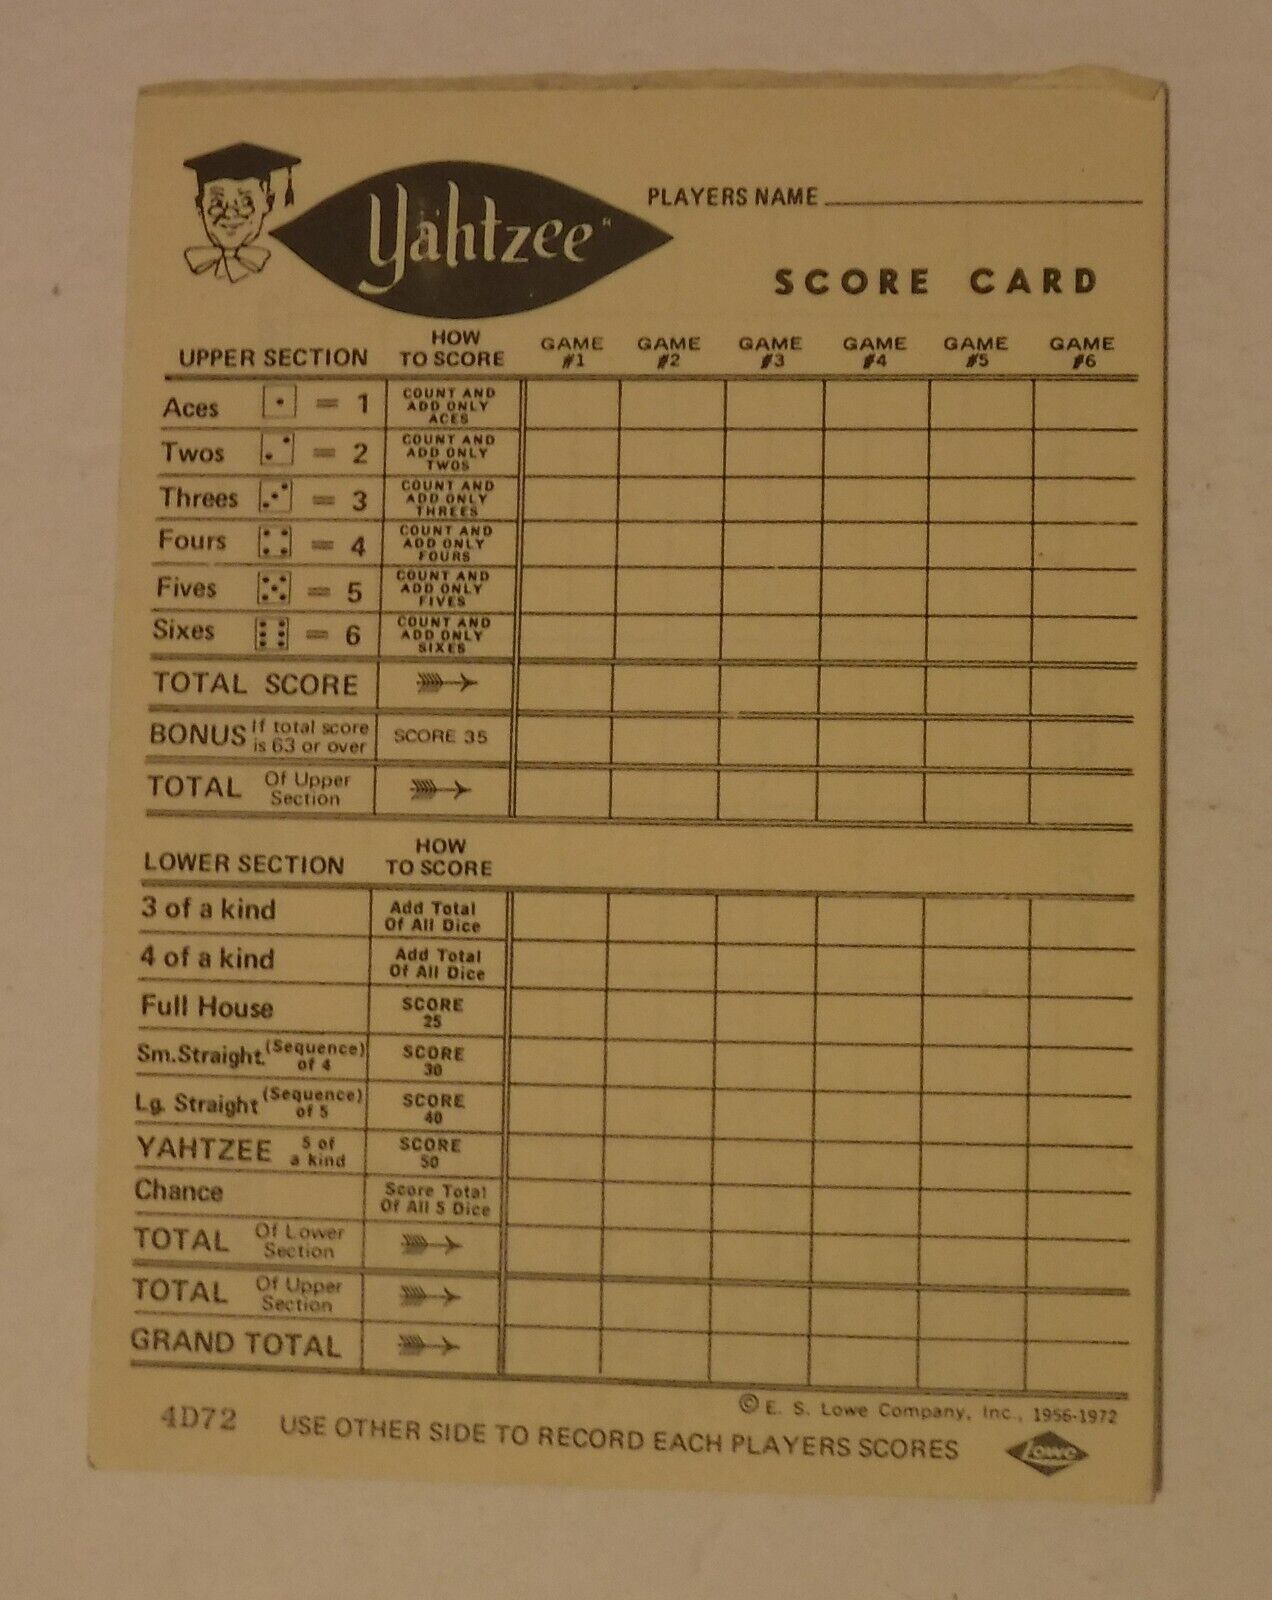 Yahtzee
PLAYERS NAME
SCORE CARD
UPPER SECTION
HOW
TO SCORE
GAME
#1
GAME
#2
GAME
#3
GAME
#4
GAME
#5
GAME
#6
Aces = 1
COUNT AND
ADD ONLY
ACES
Twos = 2
COUNT AND
ADD ONLY
TWOS
Threes = 3
COUNT AND
ADD ONLY
THREES
Fours = 4
COUNT AND
ADD ONLY
FOURS
Fives = 5
COUNT AND
ADD ONLY
FIVES
Sixes = 6
COUNT AND
ADD ONLY
SIXES
TOTAL SCORE
BONUS If total score
is 63 or over
SCORE 35
TOTAL Of Upper
Section
LOWER SECTION
HOW
TO SCORE
3 of a kind
Add Total
Of All Dice
4 of a kind
Add Total
Of All Dice
Full House
SCORE
25
Sm.Straight. (Sequence)
of 4
SCORE
30
Lg. Straight (Sequence)
of 5
SCORE
40
YAHTZEE 5 of
a kind
SCORE
50
Chance
Score Total
Of All 5 Dice
TOTAL Of Lower
Section
TOTAL Of Upper
Section
GRAND TOTAL
© E. S. Lowe Company, Inc., 1956-1972
4D72
USE OTHER SIDE TO RECORD EACH PLAYERS SCORES
Lowe